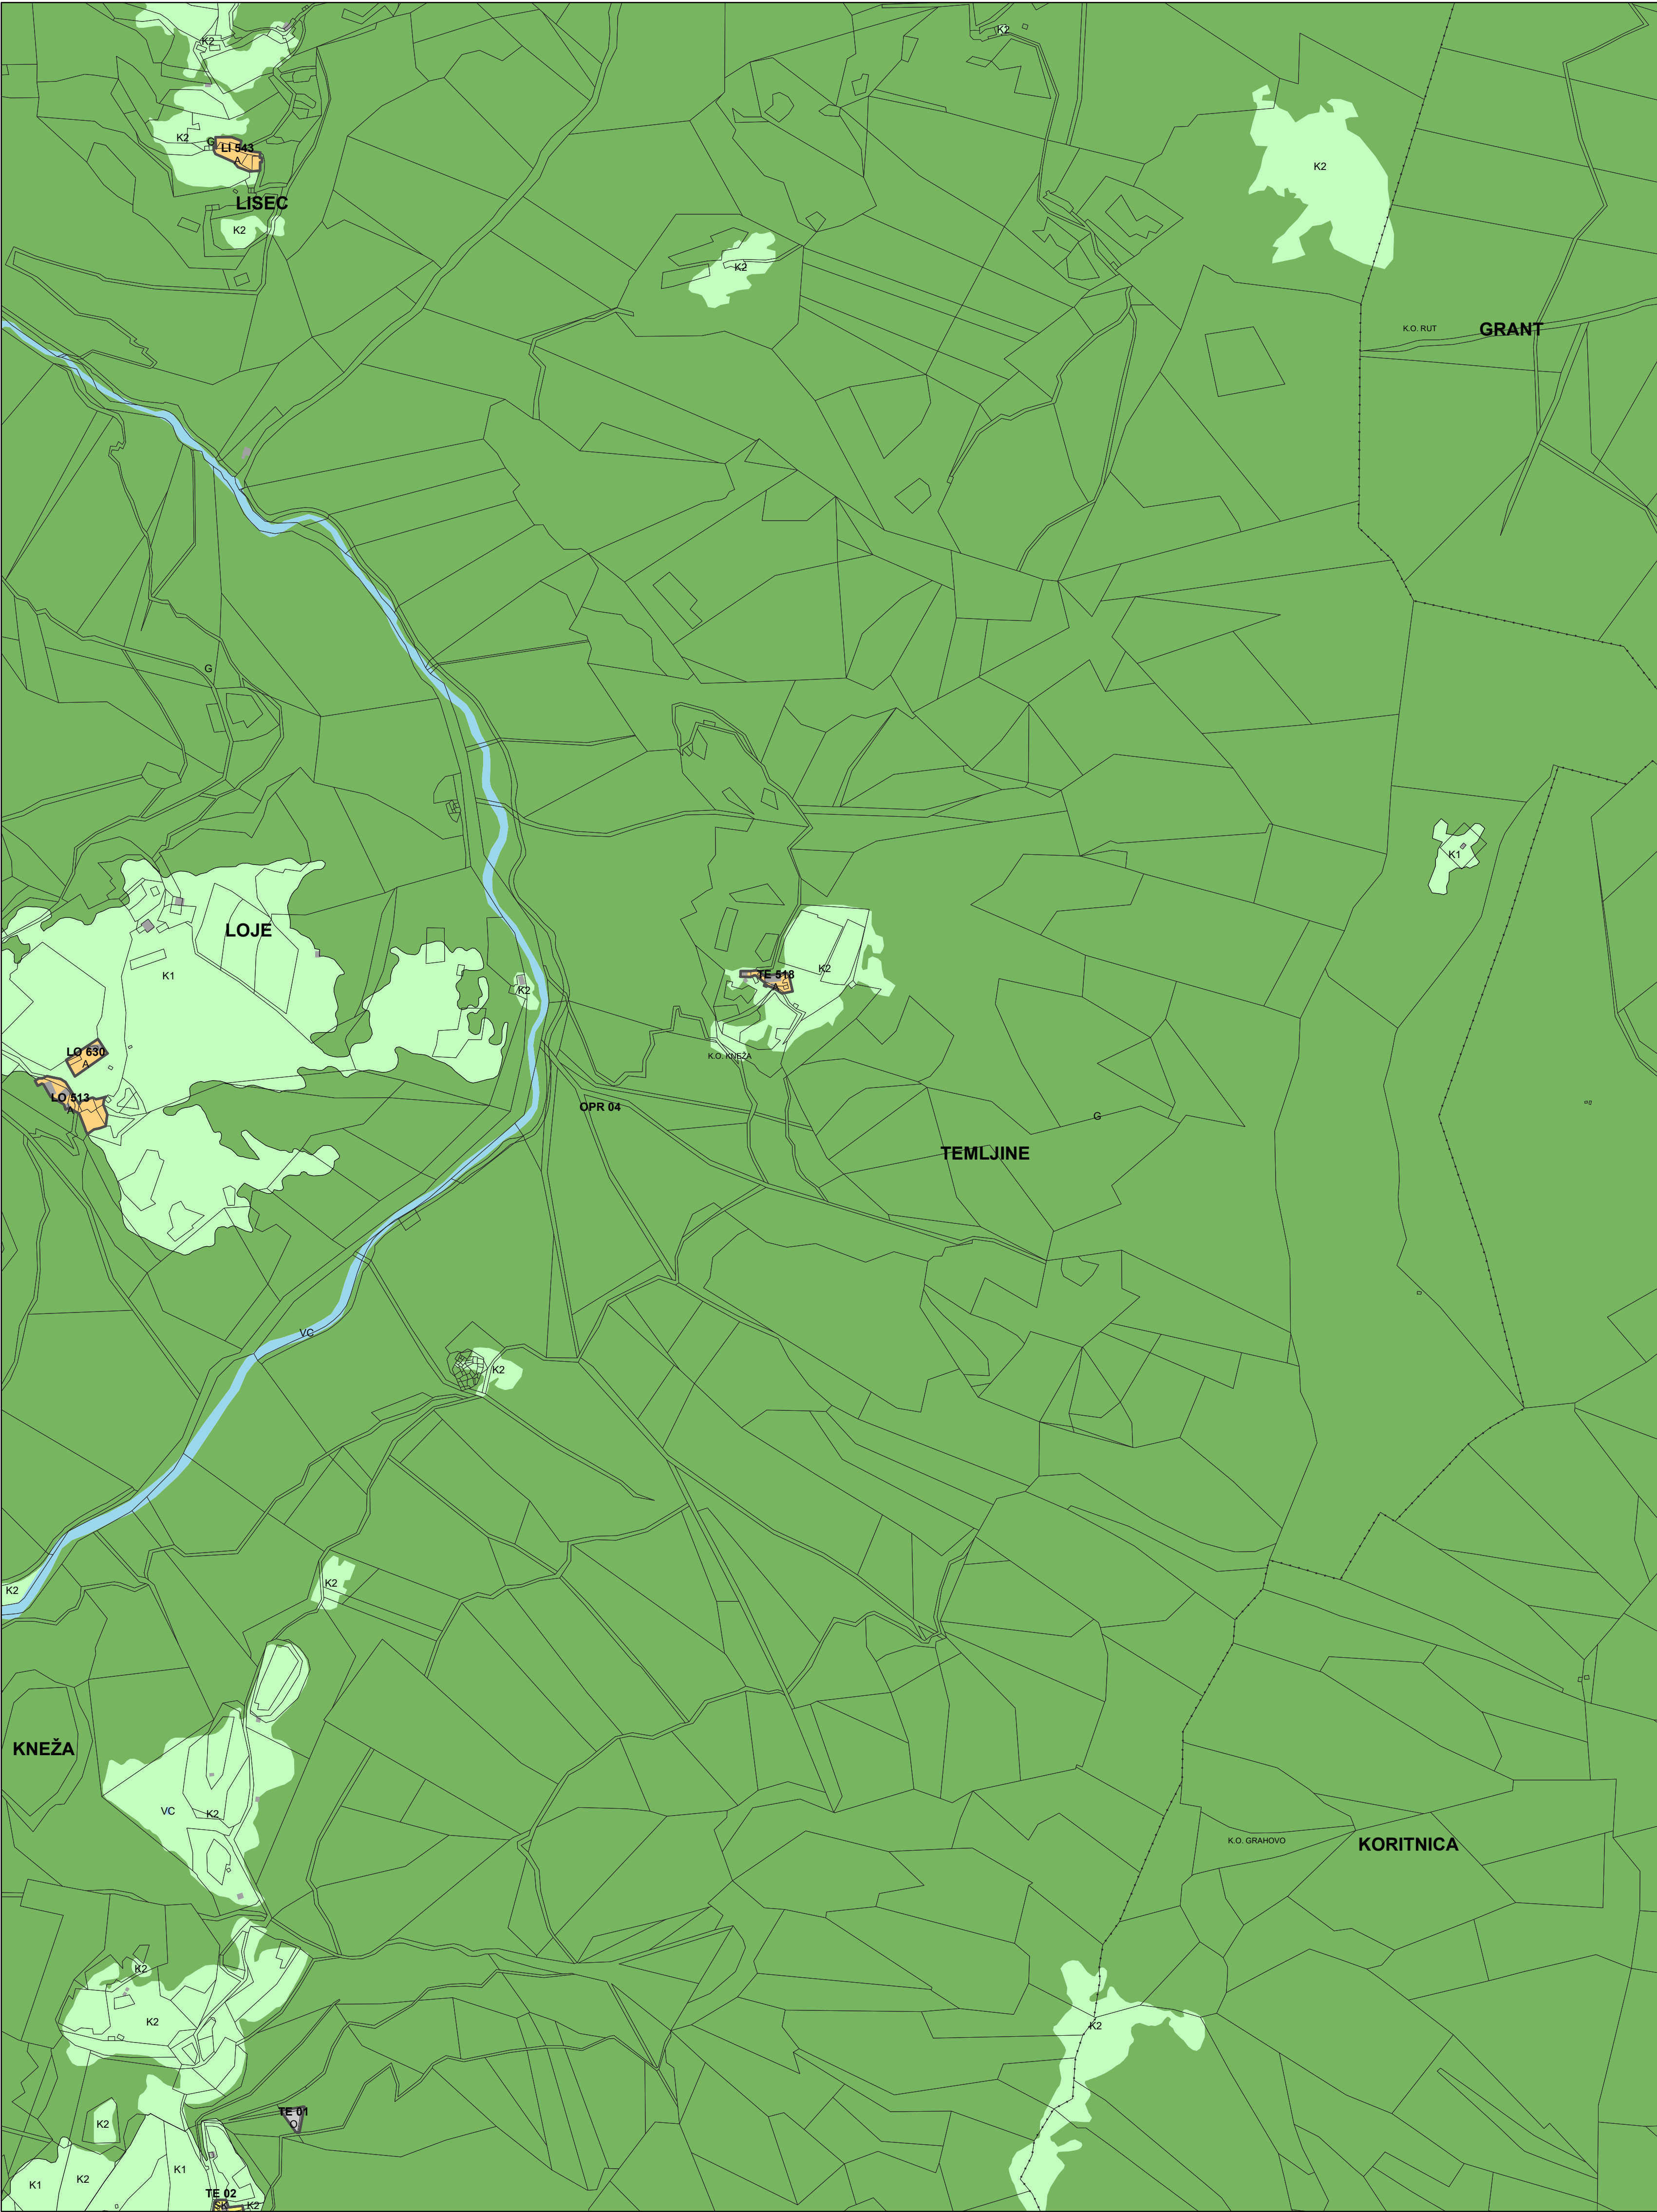 K2
K2
K2
G
LI 543
A
K2
LISEC
K2
K2
K.O. RUT
GRANT
G
K1
LOJE
K1
TE 518
A
K2
K2
LO 630
A
K.O. KNEŽA
LO 513
A
OPR 04
G
TEMLJINE
VC
K2
K2
K2
KNEŽA
VC
K2
K.O. GRAHOVO
KORITNICA
K2
K2
K2
TE 01
O
K2
K1
K2
K1
TE 02
SK
K2